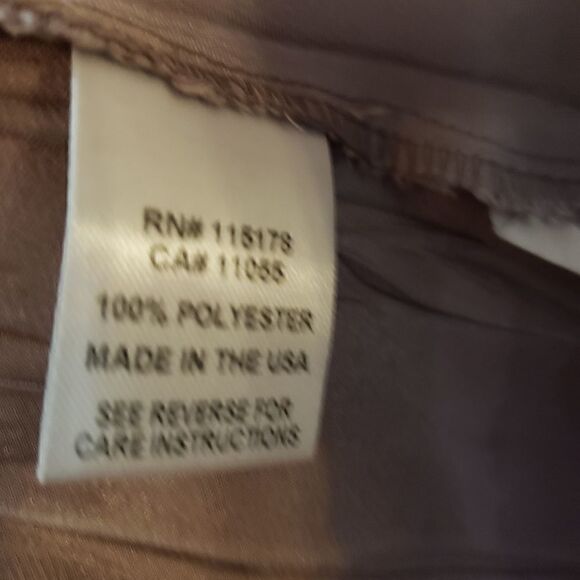 RN# 115178
CA# 11055
100% POLYESTER
MADE IN THE USA
SEE REVERSE FOR
CARE INSTRUCTIONS